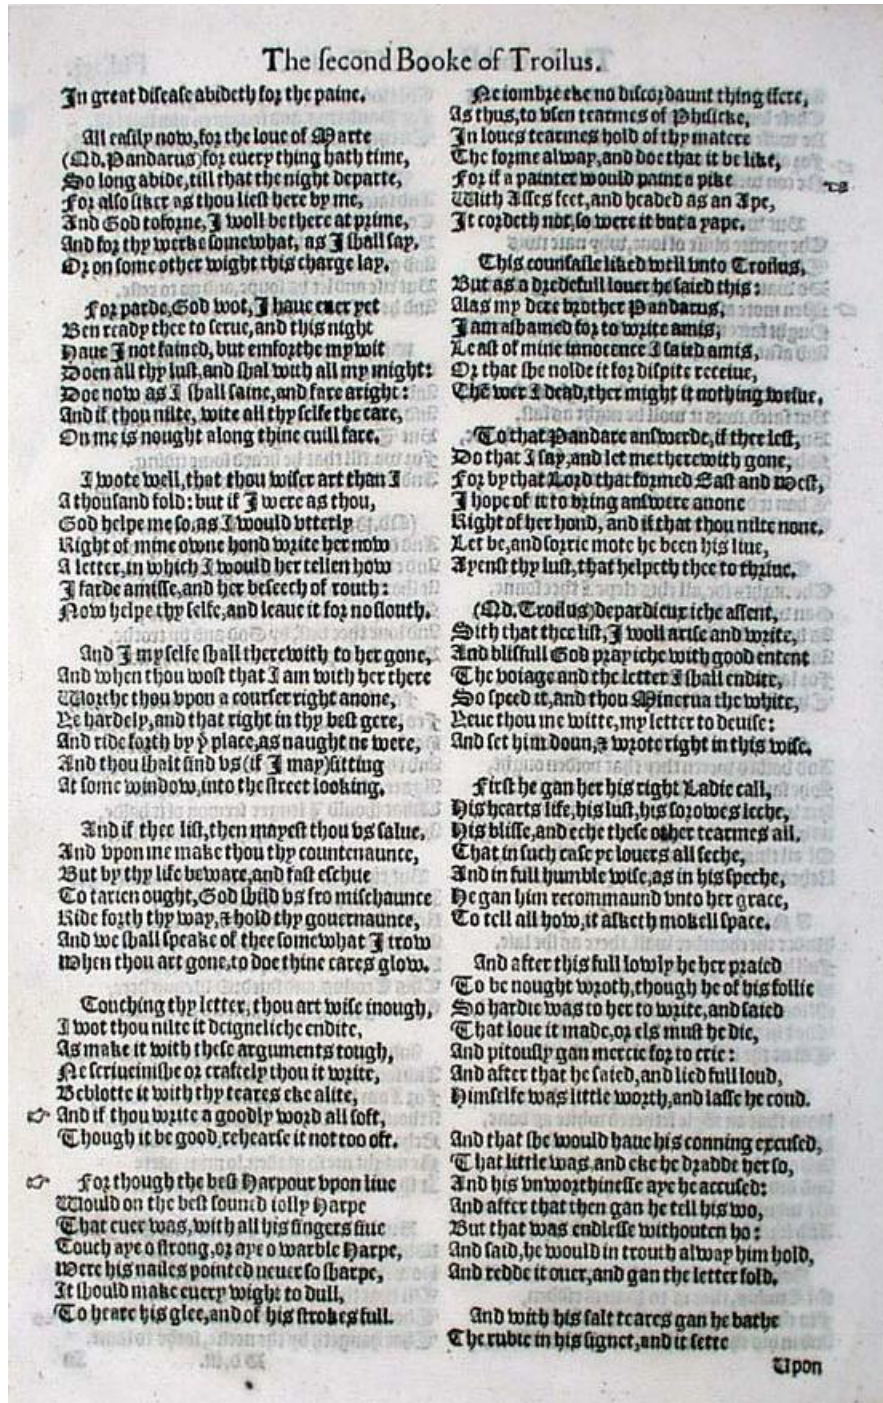 The second Booke of Troilus.
In great disease abideth for the paine.
All easily now, for the loue of Marte
(Qd. Pandarus) for euery thing hath time,
So long abide, till that the night departe,
For also siker as thou liest here by me,
And God toforne, I woll be there at prime,
And for thy werke somewhat, as I shall say,
Or on some other wight this charge lay.
For parde, God wot, I haue euer yet
Ben ready thee to serue, and this night
Haue I not fained, but emforthe my wit
Doen all thy lust, and shal with all my might:
Doe now as I shall saine, and fare aright:
And if thou nilte, wite all thy selfe the care,
On me is nought along thine euill fare.
I wote well, that thou wiser art than I
A thousand fold: but if I were as thou,
God helpe me so, as I would vtterly
Right of mine owne hond write her now
A letter, in which I would her tellen how
I farde amisse, and her beseech of routh:
Now helpe thy selfe, and leaue it for no slouth.
And I my selfe shall therewith to her gone,
And when thou wost that I am with her there
Worthe thou vpon a courser right anone,
Ye hardely, and that right in thy best gere,
And ride forth by yͤ place, as naught ne were,
And thou shalt find vs (if I may) sitting
At some window, into the street looking.
And if thee list, then mayest thou vs salue,
And vpon me make thou thy countenaunce,
But by thy life beware, and fast eschue
To tarien ought, God shild vs fro mischaunce
Ride forth thy way, & hold thy gouernaunce,
And we shall speake of thee somewhat I trow
When thou art gone, to doe thine eares glow.
Touching thy letter, thou art wise inough,
I wot thou nilte it deigneliche endite,
As make it with these arguments tough,
Ne scriueinishe or craftely thou it write,
Beblotte it with thy teares eke alite,
☞ And if thou write a goodly word all soft,
Though it be good, rehearse it not too oft.
☞ For though the best Harpour vpon liue
Would on the best sound iolly Harpe
That euer was, with all his fingers fiue
Touch aye o strong, or aye o warble Harpe,
Were his nailes pointed neuer so sharpe,
It should make euery wight to dull,
To heare his glee, and of his strokes full.
Ne iombre eke no discordaunt thing ifere,
As thus, to vsen tearmes of Phisicke,
In loues tearmes hold of thy matere
The forme alway, and doe that it be like,
For if a painter would paint a pike
With Asses feet, and headed as an Ape,
It cordeth not, so were it but a yape.
This counsaile liked well vnto Troilus,
But as a dredefull louer he saied this:
Alas my dere brother Pandarus,
I am ashamed for to write amis,
Least of mine innocence I saied amis,
Or that she nolde it for dispite receiue,
Thē wer I dead, ther might it nothing weiue.
To that Pandare answerde, if thee lest,
Do that I say, and let me therewith gone,
For by that Lord that formed East and West,
I hope of it to bring answere anone
Right of her hond, and if that thou nilte none,
Let be, and sorrie mote he been his liue,
Ayenst thy lust, that helpeth thee to thriue.
(Qd. Troilus) depardieux iche assent,
Sith that thee list, I woll arise and write,
And blisfull God pray iche with good entent
The voiage and the letter I shall endite,
So speed it, and thou Minerua the white,
Yeue thou me witte, my letter to deuise:
And set him doun, & wrote right in this wise.
First he gan her his right Ladie call,
His hearts life, his lust, his sorowes leche,
His blisse, and eche these other tearmes all,
That in such case ye louers all seche,
And in full humble wise, as in his speche,
He gan him recommaund vnto her grace,
To tell all how, it asketh mokell space.
And after this full lowly he her praied
To be nought wroth, though he of his follie
So hardie was to her to write, and saied
That loue it made, or els must he die,
And pitously gan mercie for to crie:
And after that he saied, and lied full loud,
Himselfe was little worth, and lasse he coud.
And that she would haue his conning excused,
That little was, and eke he dradde her so,
And his vnworthinesse aye he accused:
And after that then gan he tell his wo,
But that was endlesse withouten ho:
And said, he would in trouth alway him hold,
And redde it ouer, and gan the letter fold.
And with his salt teares gan he bathe
The rubie in his signet, and it sette
Upon